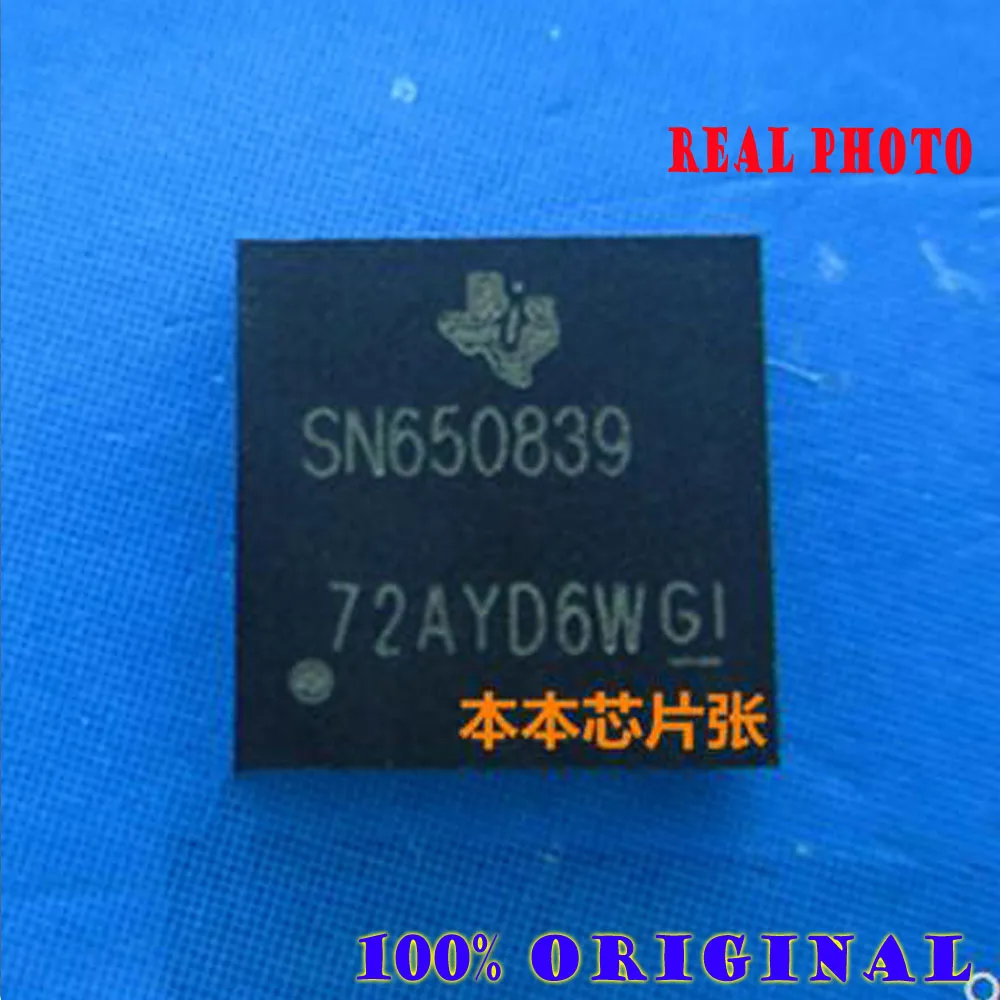 REAL PHOTO
SN650839
72AYD6WG1
本本芯片张
100% ORIGINAL